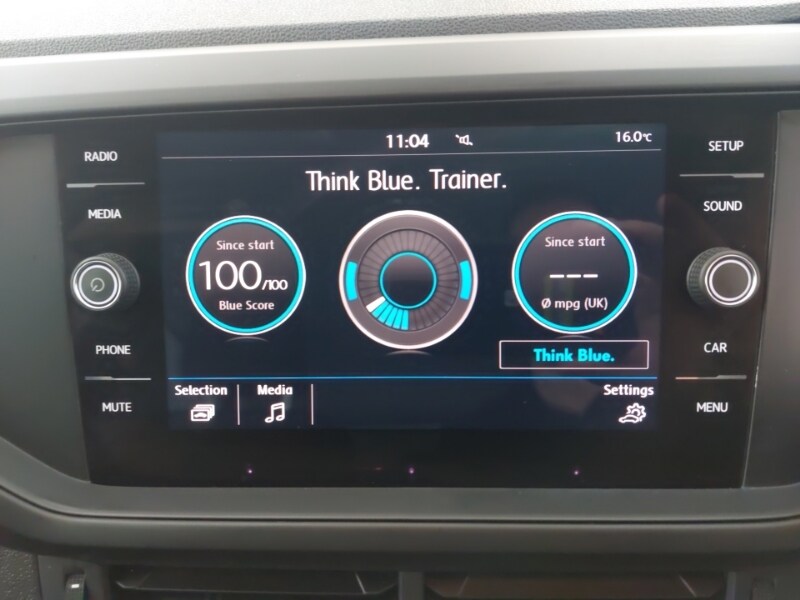 11:04
16.0°C
Think Blue. Trainer.
RADIO
MEDIA
PHONE
MUTE
Since start
100/100
Blue Score
Since start
---
Ø mpg (UK)
Think Blue.
Selection
Media
Settings
SETUP
SOUND
CAR
MENU